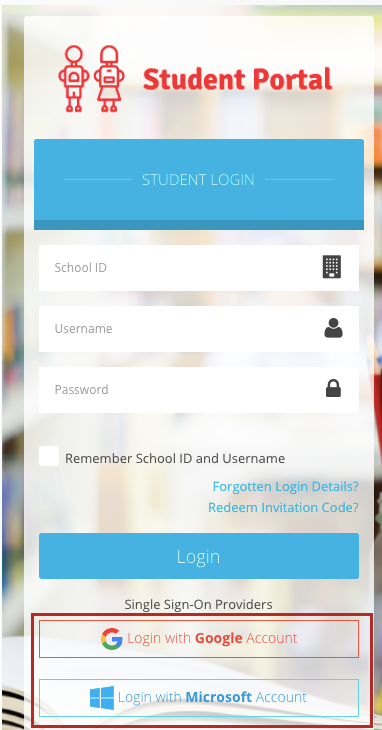 Student Portal
STUDENT LOGIN
School ID
Username
Password
Remember School ID and Username
Forgotten Login Details?
Redeem Invitation Code?
Login
Single Sign-On Providers
Login with Google Account
Login with Microsoft Account